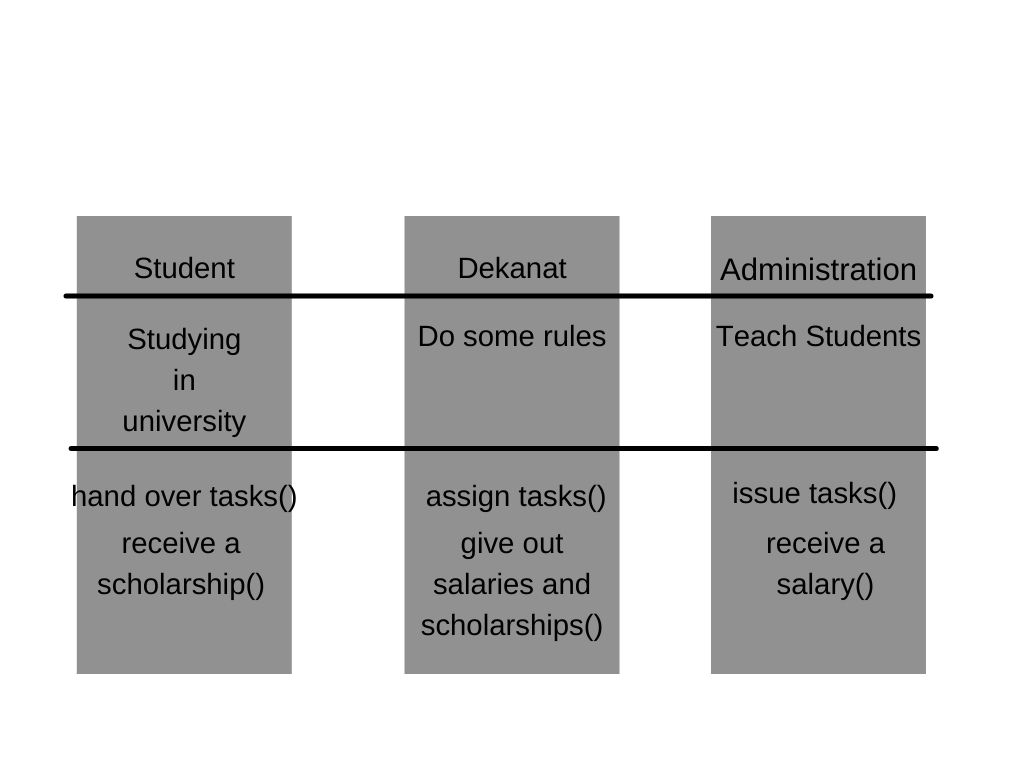 Student
Dekanat
Administration
Studying
in
university
Do some rules
Teach Students
hand over tasks()
receive a
scholarship()
assign tasks()
give out
salaries and
scholarships()
issue tasks()
receive a
salary()